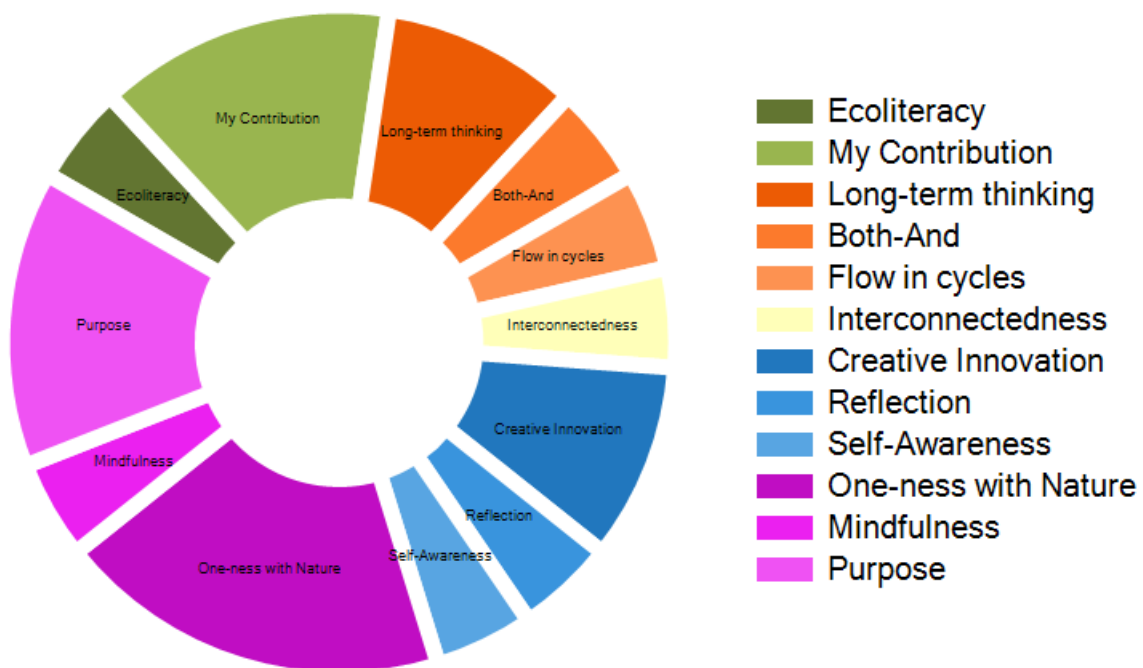 My Contribution
Long-term thinking
Ecoliteracy
Both-And
Flow in cycles
Purpose
Interconnectedness
Creative Innovation
Mindfulness
Reflection
Self-Awareness
One-ness with Nature
Ecoliteracy
My Contribution
Long-term thinking
Both-And
Flow in cycles
Interconnectedness
Creative Innovation
Reflection
Self-Awareness
One-ness with Nature
Mindfulness
Purpose